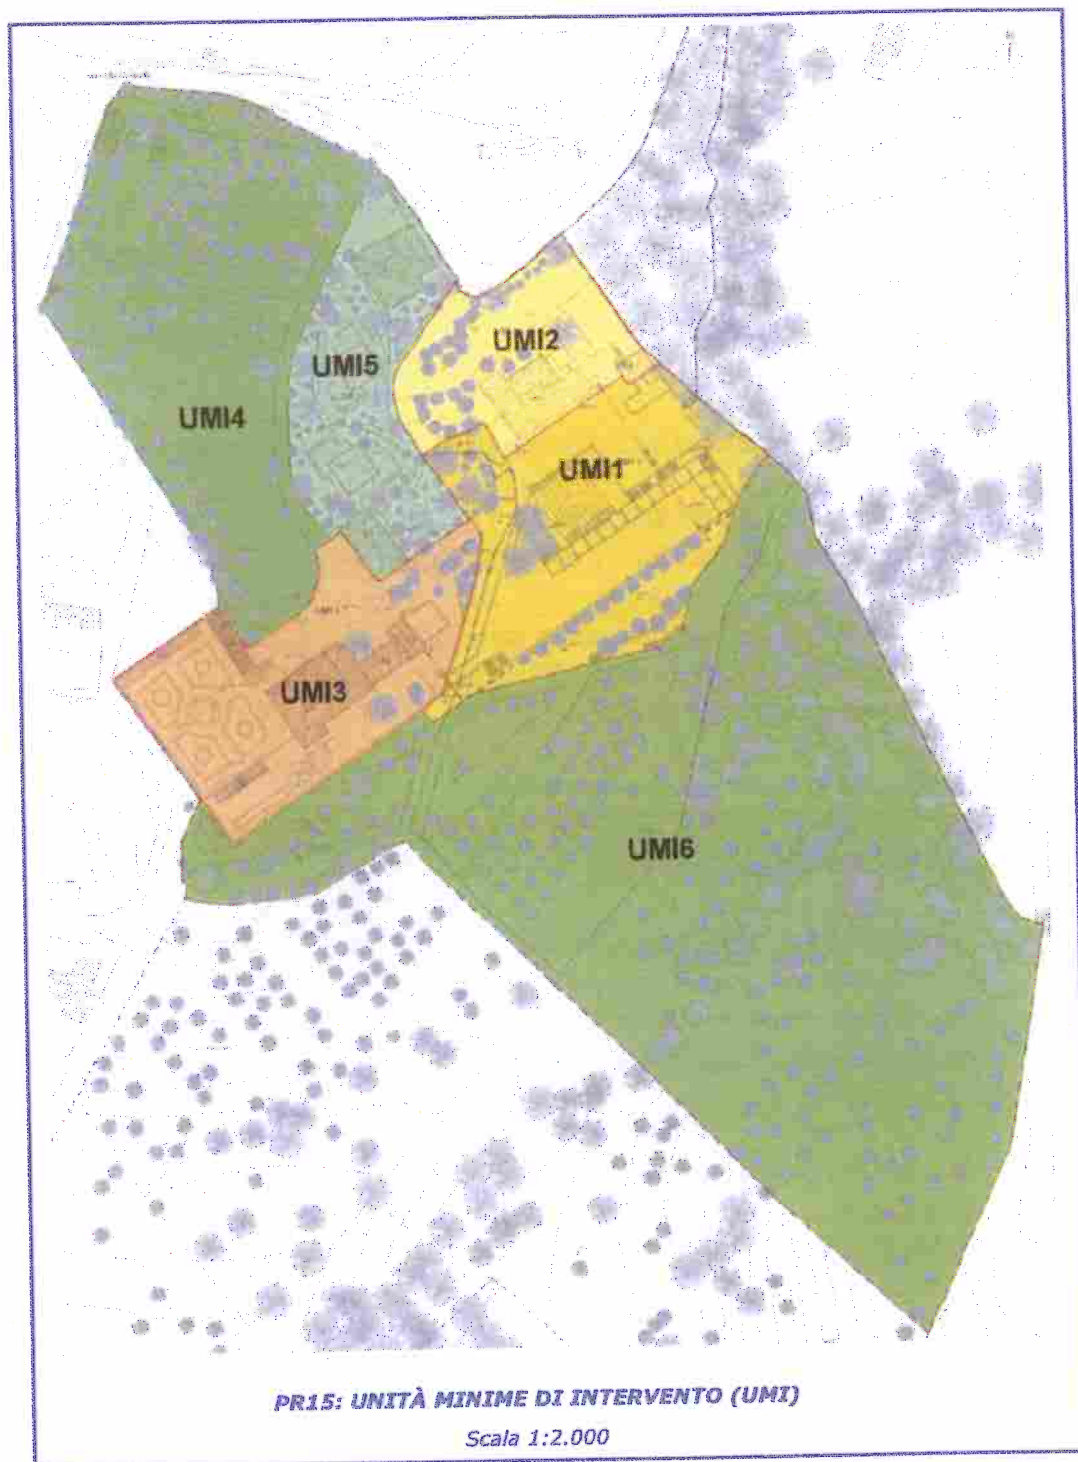 UMI2
UMI5
UMI4
UMI1
UMI3
UMI6
PR15: UNITÀ MINIME DI INTERVENTO (UMI)
Scala 1:2.000